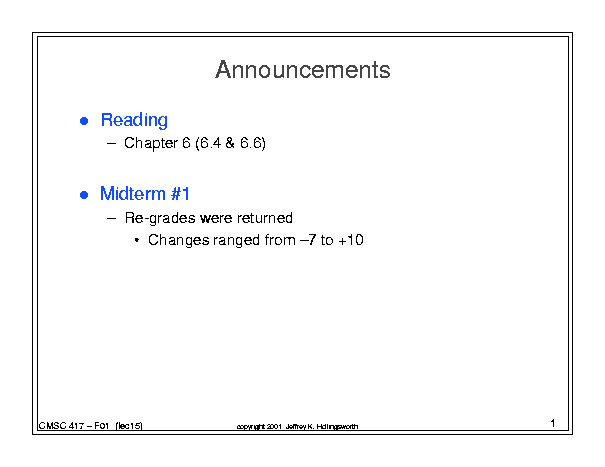 Announcements
● Reading
– Chapter 6 (6.4 & 6.6)
● Midterm #1
– Re-grades were returned
• Changes ranged from –7 to +10
CMSC 417 – F01 (lec15)
copyright 2001 Jeffrey K. Hollingsworth
1